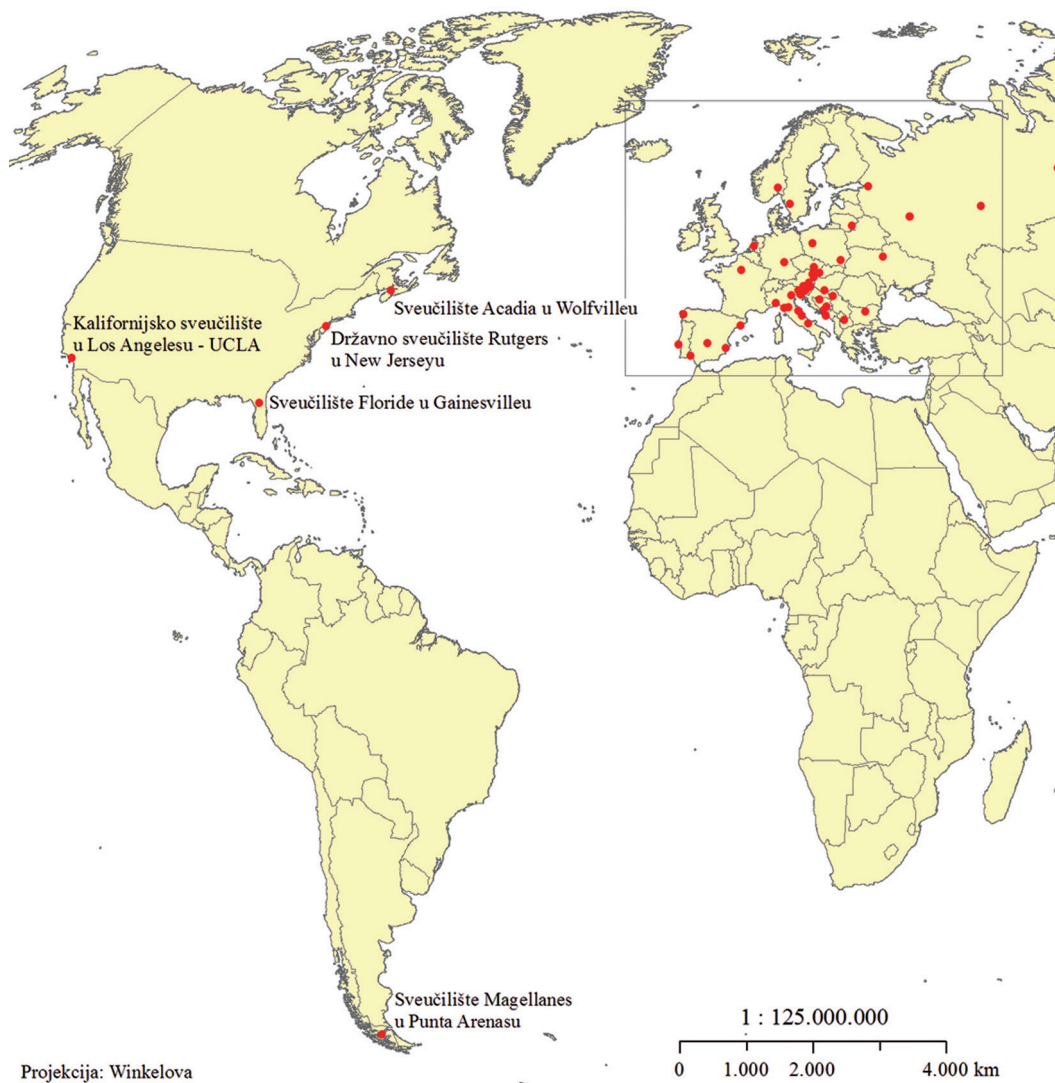 Sveučilište Acadia u Wolfvilleu
Kalifornijsko sveučilište
u Los Angelesu - UCLA
Državno sveučilište Rutgers
u New Jerseyu
Sveučilište Floride u Gainesvilleu
Sveučilište Magellanes
u Punta Arenasu
1 : 125.000.000
0 1.000 2.000 4.000 km
Projekcija: Winkelova